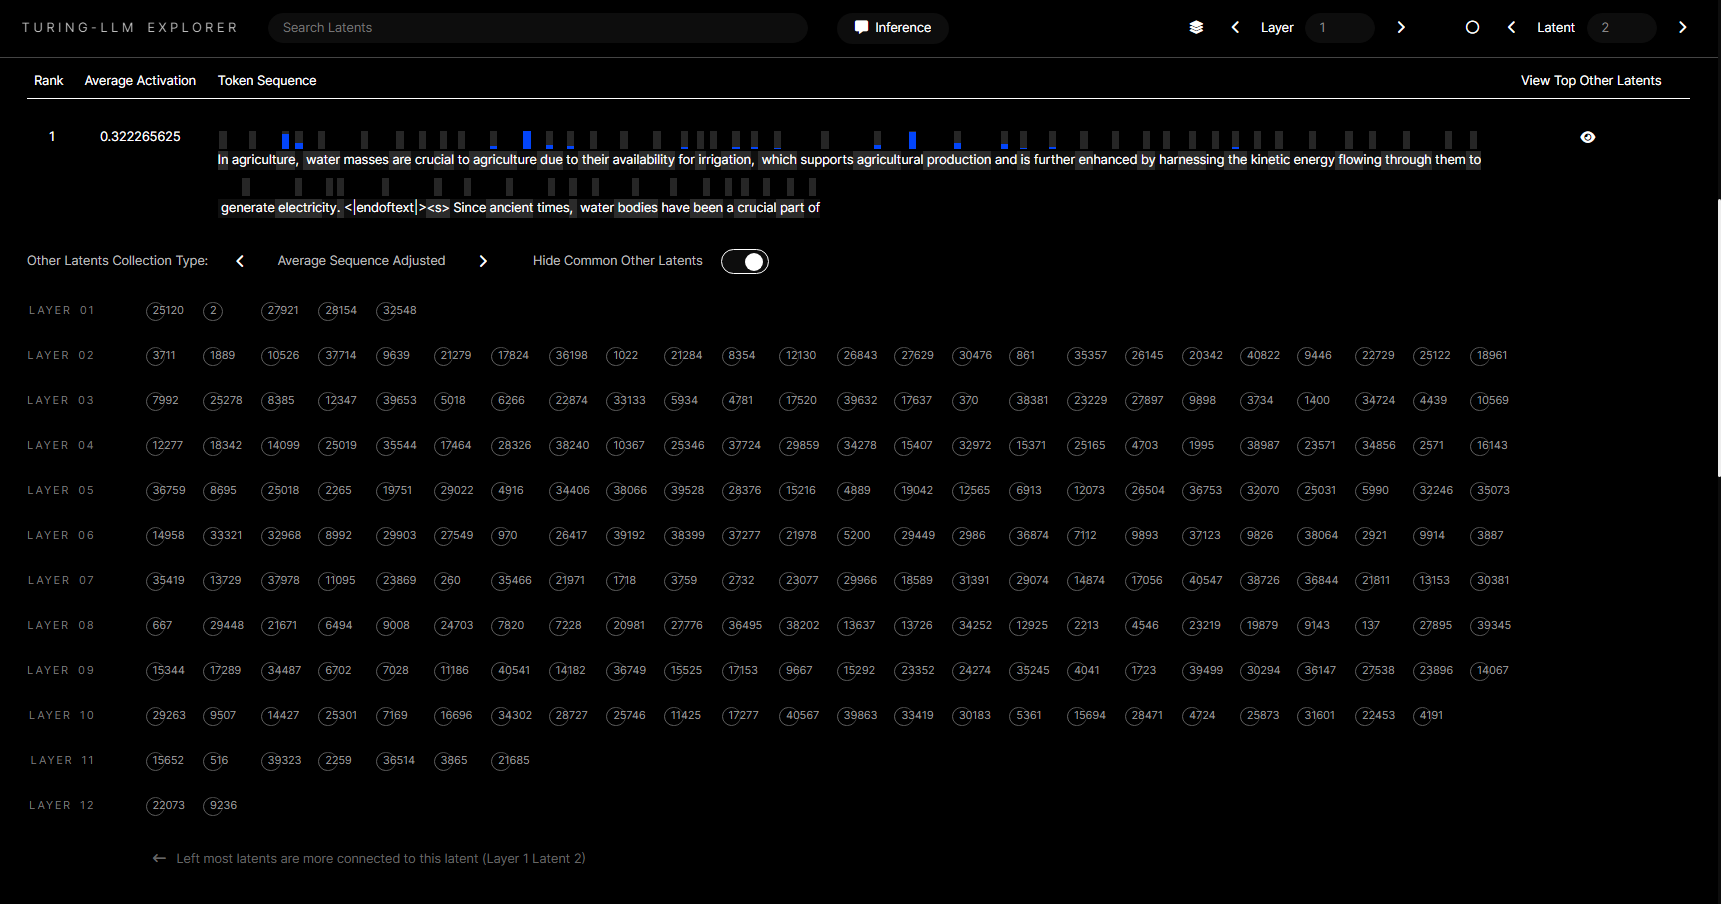 TURING-LLM EXPLORER Search Latents Inference Layer 1 Latent 2
Rank Average Activation Token Sequence View Top Other Latents
1 0.322265625 In agriculture, water masses are crucial to agriculture due to their availability for irrigation, which supports agricultural production and is further enhanced by harnessing the kinetic energy flowing through them to
generate electricity. <|endoftext|><s> Since ancient times, water bodies have been a crucial part of
Other Latents Collection Type: Average Sequence Adjusted Hide Common Other Latents
LAYER 01 25120 2 27921 28154 32548
LAYER 02 3711 1889 10526 37714 9639 21279 17824 36198 1022 21284 8354 12130 26843 27629 30476 861 35357 26145 20342 40822 9446 22729 25122 18961
LAYER 03 7992 25278 8385 12347 39653 5018 6266 22874 33133 5934 4781 17520 39632 17637 370 38381 23229 27897 9898 3734 1400 34724 4439 10569
LAYER 04 12277 18342 14099 25019 35544 17464 28326 38240 10367 25346 37724 29859 34278 15407 32972 15371 25165 4703 1995 38987 23571 34856 2571 16143
LAYER 05 36759 8695 25018 2265 19751 29022 4916 34406 38066 39528 28376 15216 4889 19042 12565 6913 12073 26504 36753 32070 25031 5990 32246 35073
LAYER 06 14958 33321 32968 8992 29903 27549 970 26417 39192 38399 37277 21978 5200 29449 2986 36874 7112 9893 37123 9826 38064 2921 9914 3887
LAYER 07 35419 13729 37978 11095 23869 260 35466 21971 1718 3759 2732 23077 29966 18589 31391 29074 14874 17056 40547 38726 36844 21811 13153 30381
LAYER 08 667 29448 21671 6494 9008 24703 7820 7228 20981 27776 36495 38202 13637 13726 34252 12925 2213 4546 23219 19879 9143 137 27895 39345
LAYER 09 15344 17289 34487 6702 7028 11186 40541 14182 36749 15525 17153 9667 15292 23352 24274 35245 4041 1723 39499 30294 36147 27538 23896 14067
LAYER 10 29263 9507 14427 25301 7169 16696 34302 28727 25746 11425 17277 40567 39863 33419 30183 5361 15694 28471 4724 25873 31601 22453 4191
LAYER 11 15652 516 39323 2259 36514 3865 21685
LAYER 12 22073 9236
← Left most latents are more connected to this latent (Layer 1 Latent 2)